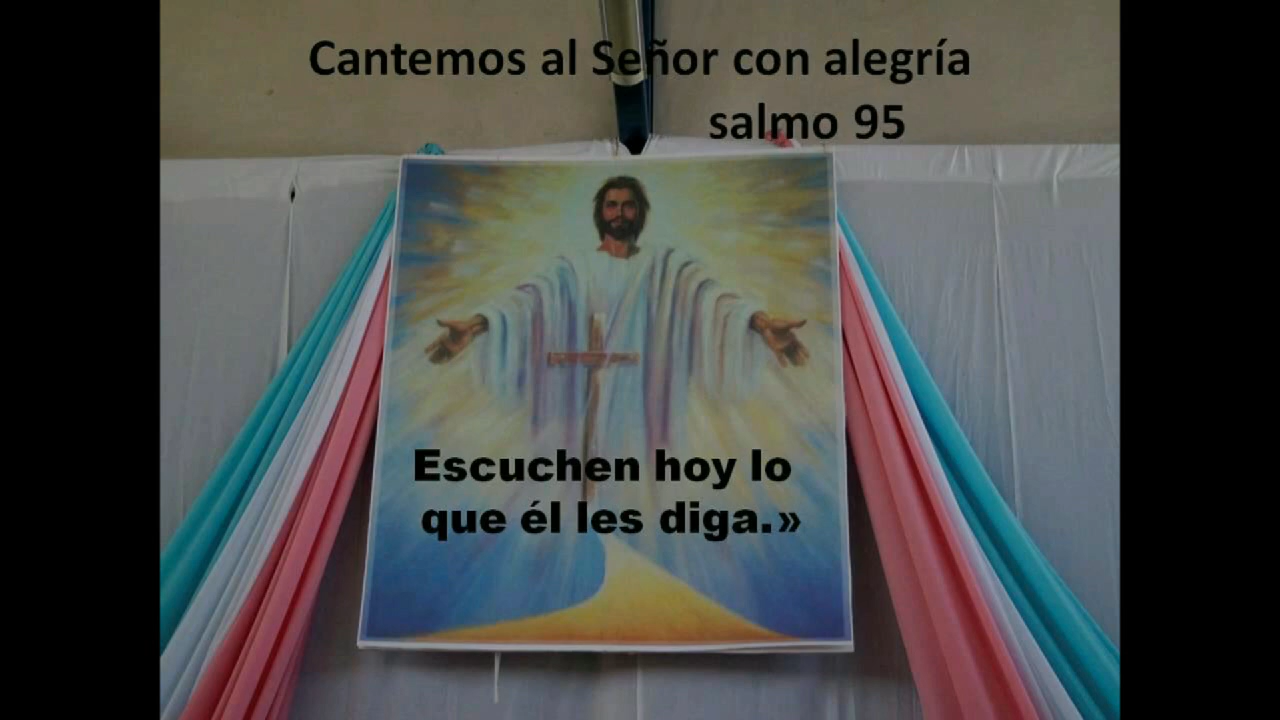 Cantemos al Señor con alegría
salmo 95
Escuchen hoy lo
que él les diga.»